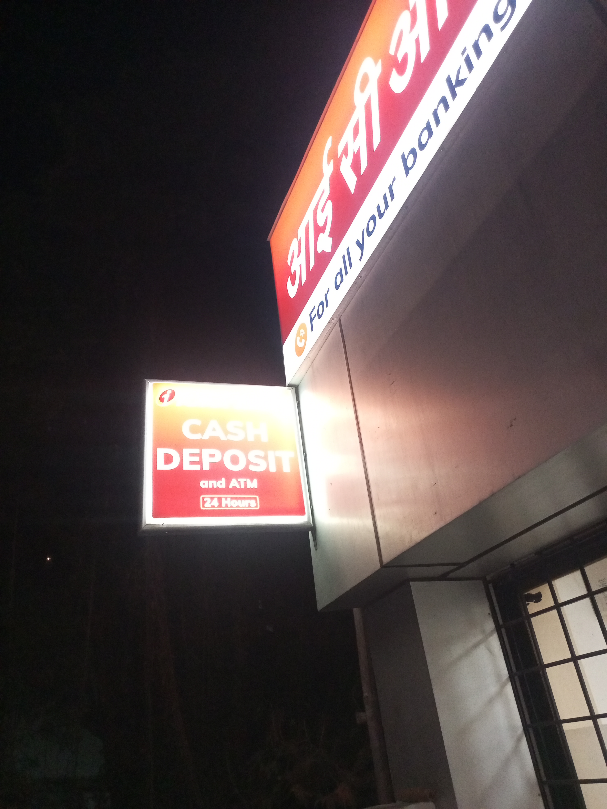 आई सी आ
For all your banking
CASH
DEPOSIT
and ATM
24 Hours